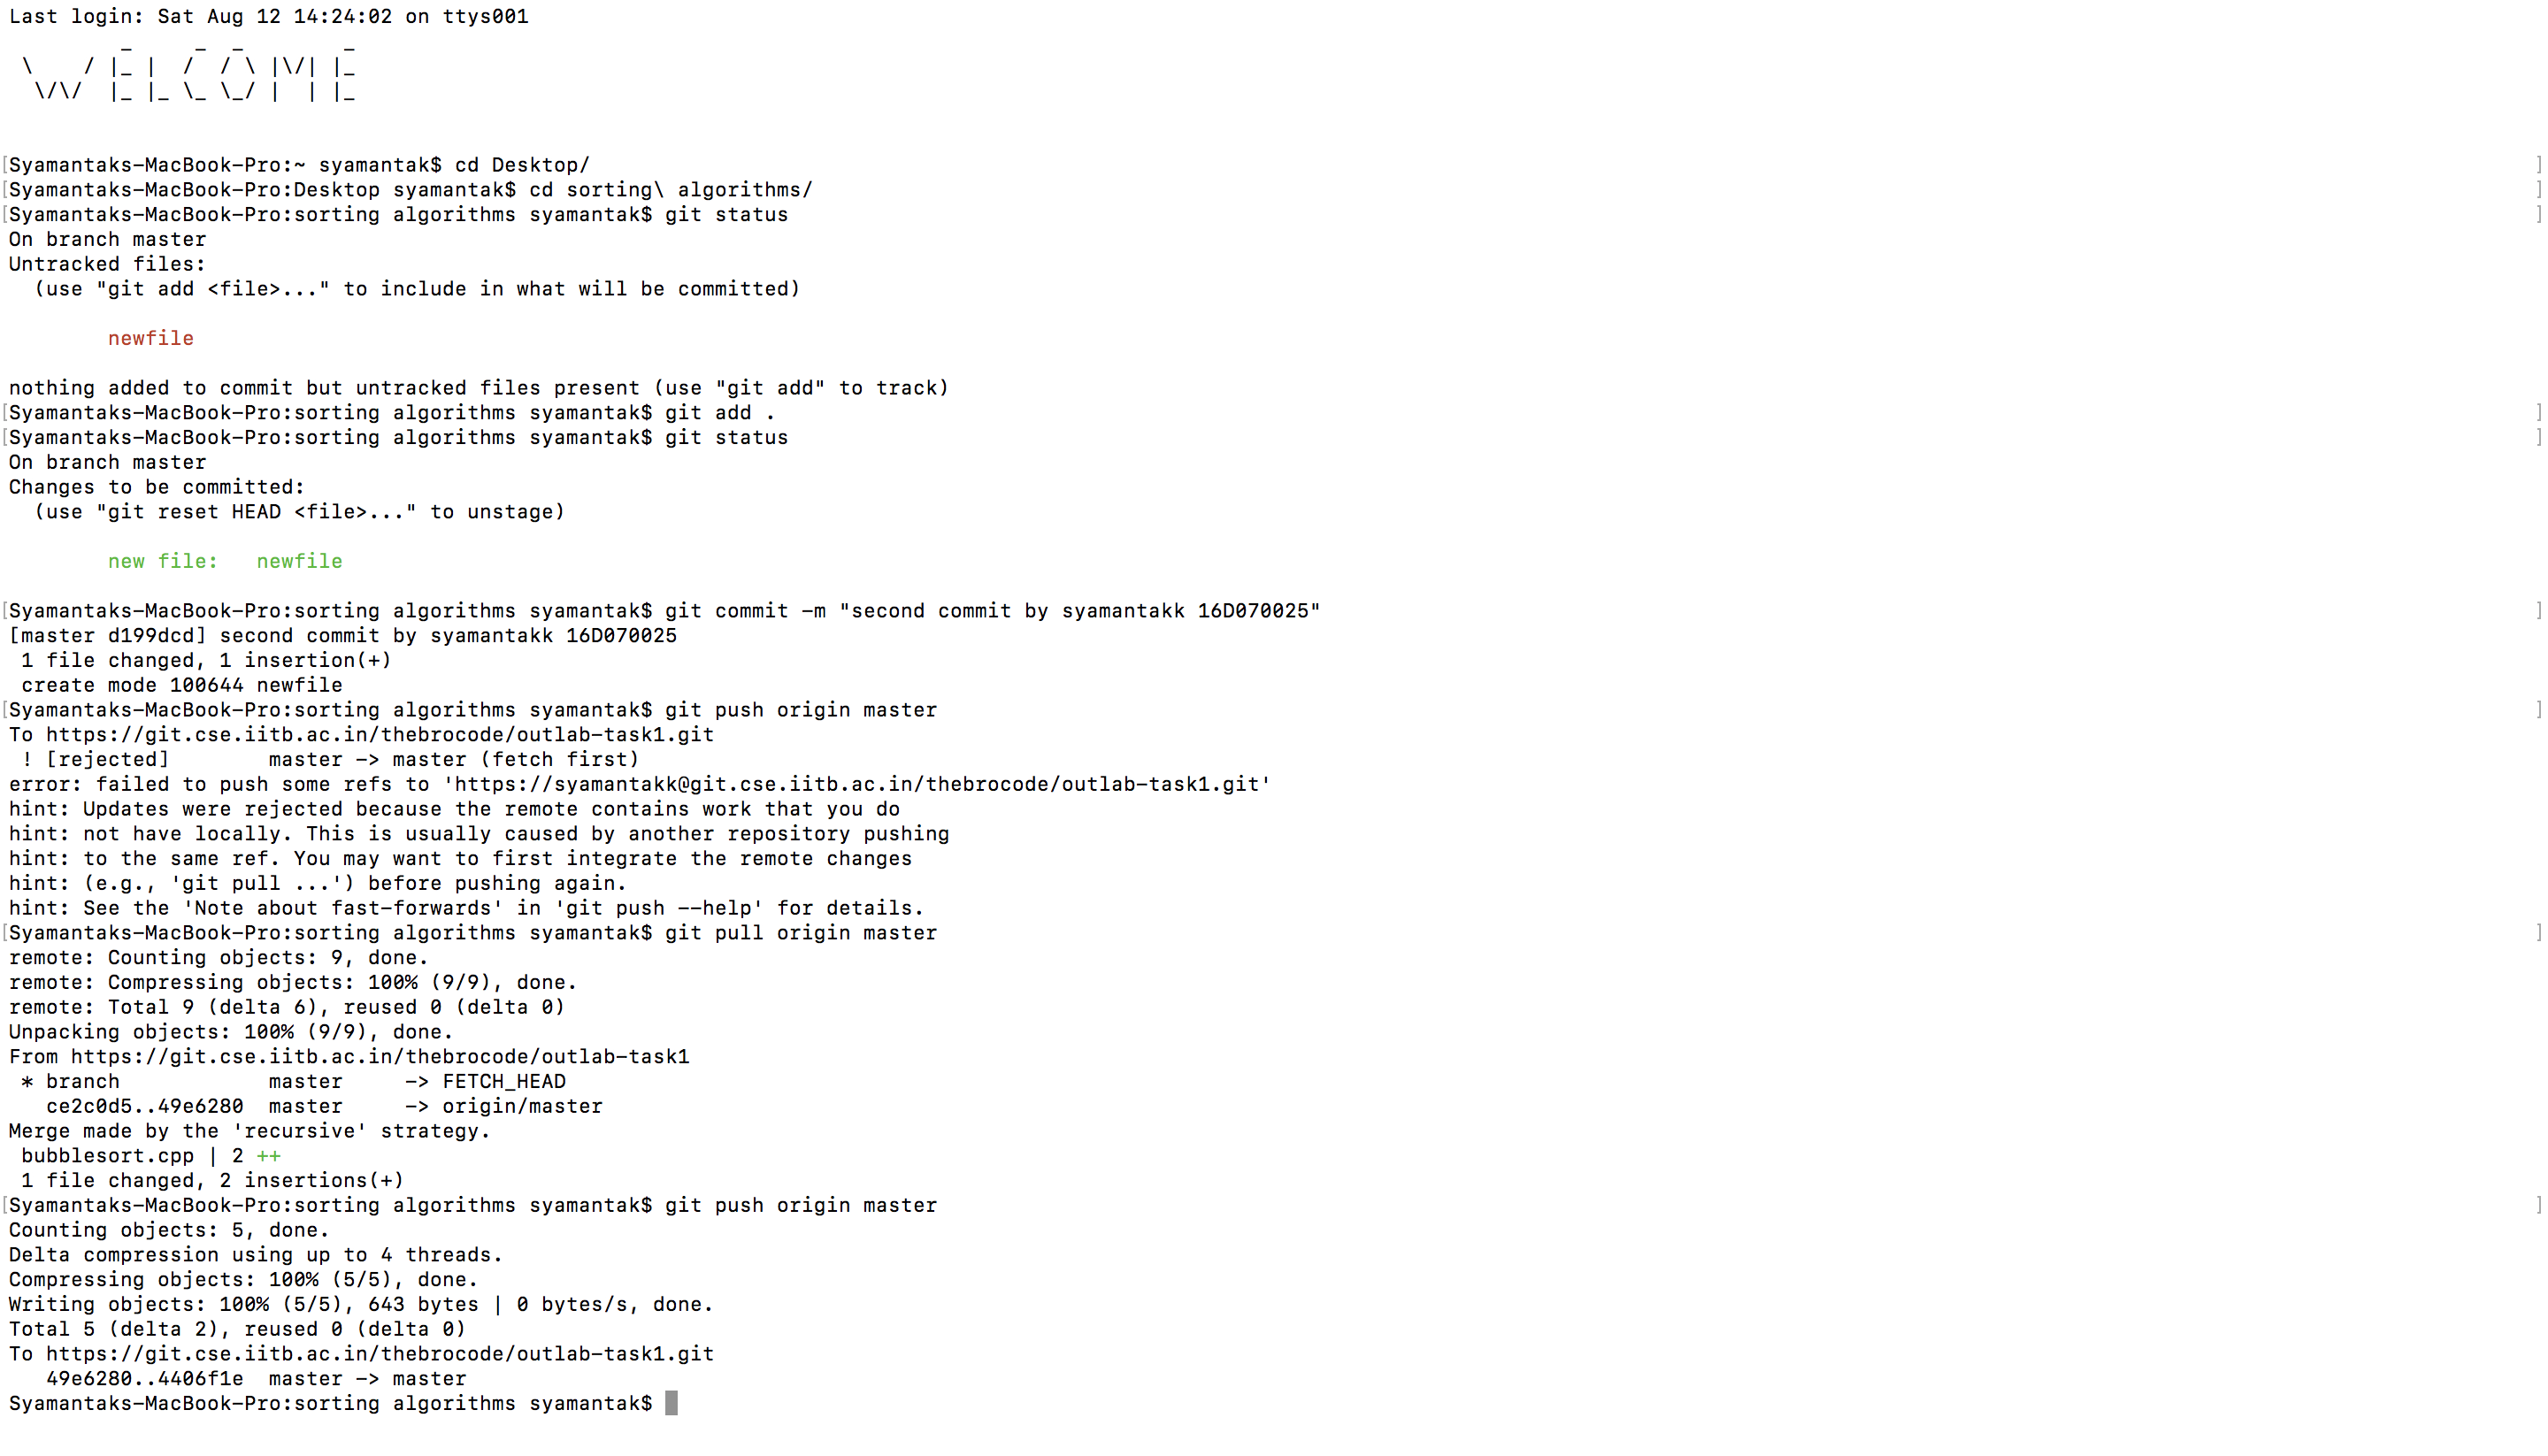 Last login: Sat Aug 12 14:24:02 on ttys001
         _     _  _        _
 \    / |_ |  /  / \ |\/| |_
  \/\/  |_ |_ \_ \_/ |  | |_
[Syamantaks-MacBook-Pro:~ syamantak$ cd Desktop/ ]
[Syamantaks-MacBook-Pro:Desktop syamantak$ cd sorting\ algorithms/ ]
[Syamantaks-MacBook-Pro:sorting algorithms syamantak$ git status ]
On branch master
Untracked files:
  (use "git add <file>..." to include in what will be committed)
        newfile
nothing added to commit but untracked files present (use "git add" to track)
[Syamantaks-MacBook-Pro:sorting algorithms syamantak$ git add . ]
[Syamantaks-MacBook-Pro:sorting algorithms syamantak$ git status ]
On branch master
Changes to be committed:
  (use "git reset HEAD <file>..." to unstage)
        new file:   newfile
[Syamantaks-MacBook-Pro:sorting algorithms syamantak$ git commit -m "second commit by syamantakk 16D070025" ]
[master d199dcd] second commit by syamantakk 16D070025
 1 file changed, 1 insertion(+)
 create mode 100644 newfile
[Syamantaks-MacBook-Pro:sorting algorithms syamantak$ git push origin master ]
To https://git.cse.iitb.ac.in/thebrocode/outlab-task1.git
 ! [rejected]        master -> master (fetch first)
error: failed to push some refs to 'https://syamantakk@git.cse.iitb.ac.in/thebrocode/outlab-task1.git'
hint: Updates were rejected because the remote contains work that you do
hint: not have locally. This is usually caused by another repository pushing
hint: to the same ref. You may want to first integrate the remote changes
hint: (e.g., 'git pull ...') before pushing again.
hint: See the 'Note about fast-forwards' in 'git push --help' for details.
[Syamantaks-MacBook-Pro:sorting algorithms syamantak$ git pull origin master ]
remote: Counting objects: 9, done.
remote: Compressing objects: 100% (9/9), done.
remote: Total 9 (delta 6), reused 0 (delta 0)
Unpacking objects: 100% (9/9), done.
From https://git.cse.iitb.ac.in/thebrocode/outlab-task1
 * branch            master     -> FETCH_HEAD
   ce2c0d5..49e6280  master     -> origin/master
Merge made by the 'recursive' strategy.
 bubblesort.cpp | 2 ++
 1 file changed, 2 insertions(+)
[Syamantaks-MacBook-Pro:sorting algorithms syamantak$ git push origin master ]
Counting objects: 5, done.
Delta compression using up to 4 threads.
Compressing objects: 100% (5/5), done.
Writing objects: 100% (5/5), 643 bytes | 0 bytes/s, done.
Total 5 (delta 2), reused 0 (delta 0)
To https://git.cse.iitb.ac.in/thebrocode/outlab-task1.git
   49e6280..4406f1e  master -> master
Syamantaks-MacBook-Pro:sorting algorithms syamantak$